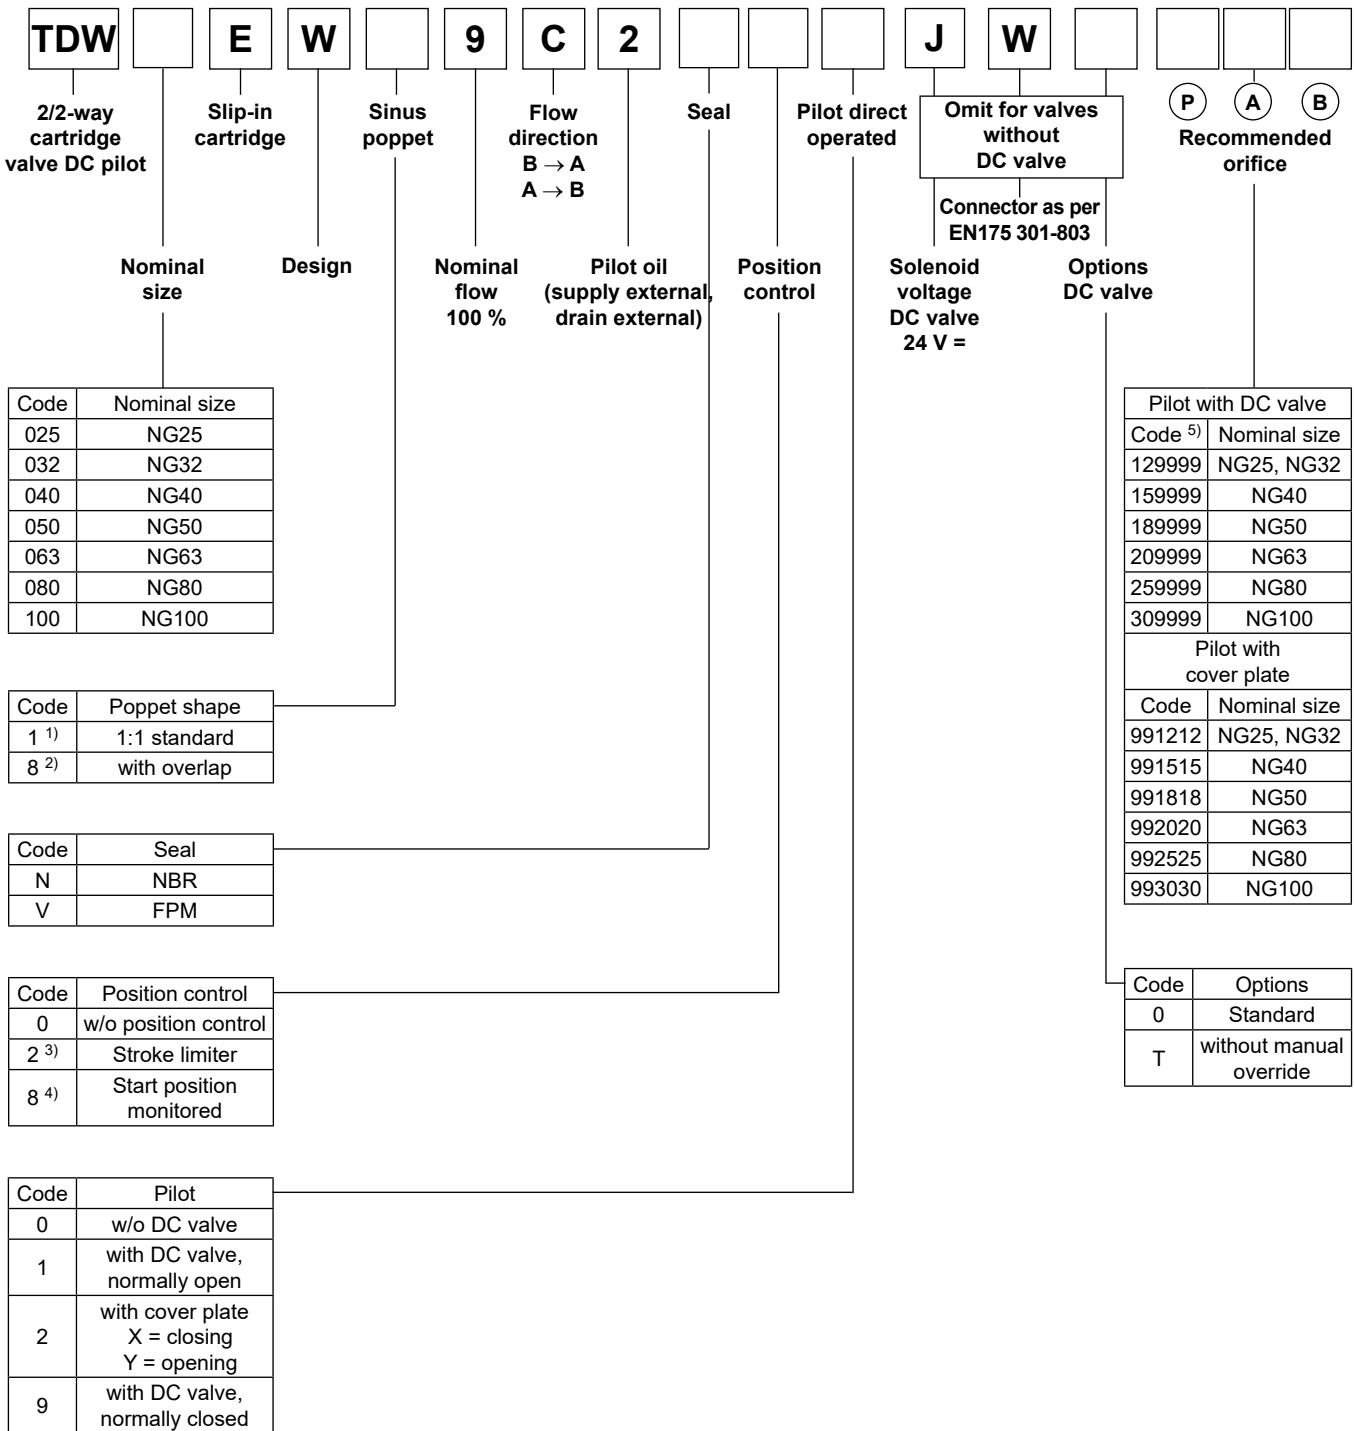 TDW E W 9 C 2 J W
2/2-way
cartridge
valve DC pilot
Slip-in
cartridge
Sinus
poppet
Flow
direction
B → A
A → B
Seal
Pilot direct
operated
Omit for valves
without
DC valve
P A B
Recommended
orifice
Connector as per
EN175 301-803
Nominal
size
Design
Nominal
flow
100 %
Pilot oil
(supply external,
drain external)
Position
control
Solenoid
voltage
DC valve
24 V =
Options
DC valve
Code Nominal size
025 NG25
032 NG32
040 NG40
050 NG50
063 NG63
080 NG80
100 NG100
Code Poppet shape
1 1) 1:1 standard
8 2) with overlap
Code Seal
N NBR
V FPM
Code Position control
0 w/o position control
2 3) Stroke limiter
8 4) Start position
monitored
Code Pilot
0 w/o DC valve
1 with DC valve,
normally open
2 with cover plate
X = closing
Y = opening
9 with DC valve,
normally closed
Pilot with DC valve
Code 5) Nominal size
129999 NG25, NG32
159999 NG40
189999 NG50
209999 NG63
259999 NG80
309999 NG100
Pilot with
cover plate
Code Nominal size
991212 NG25, NG32
991515 NG40
991818 NG50
992020 NG63
992525 NG80
993030 NG100
Code Options
0 Standard
T without manual
override